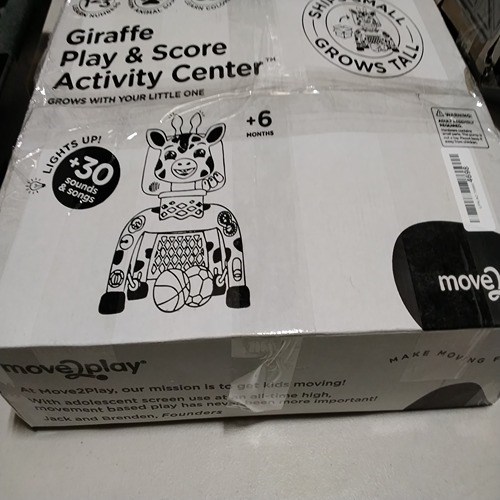 1-3
Giraffe
Play & Score
Activity Center™
GROWS WITH YOUR LITTLE ONE
SMALL
GROWS TALL
+6
MONTHS
LIGHTS UP!
+30
sounds
& songs
WARNING:
move2
move2play
MAKE MOVING F
At Move2Play, our mission is to get kids moving!
With adolescent screen use at an all-time high,
movement based play has never been more important!
Jack and Brenden, Founders